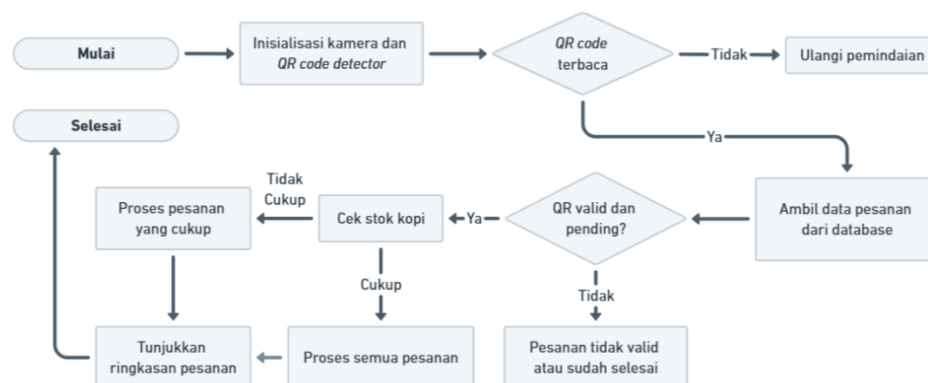 Mulai
Inisialisasi kamera dan
QR code detector
QR code
terbaca
Tidak
Ulangi pemindaian
Selesai
Ya
Tidak
Cukup
Proses pesanan
yang cukup
Cek stok kopi
Ya
QR valid dan
pending?
Ambil data pesanan
dari database
Cukup
Tidak
Tunjukkan
ringkasan pesanan
Proses semua pesanan
Pesanan tidak valid
atau sudah selesai